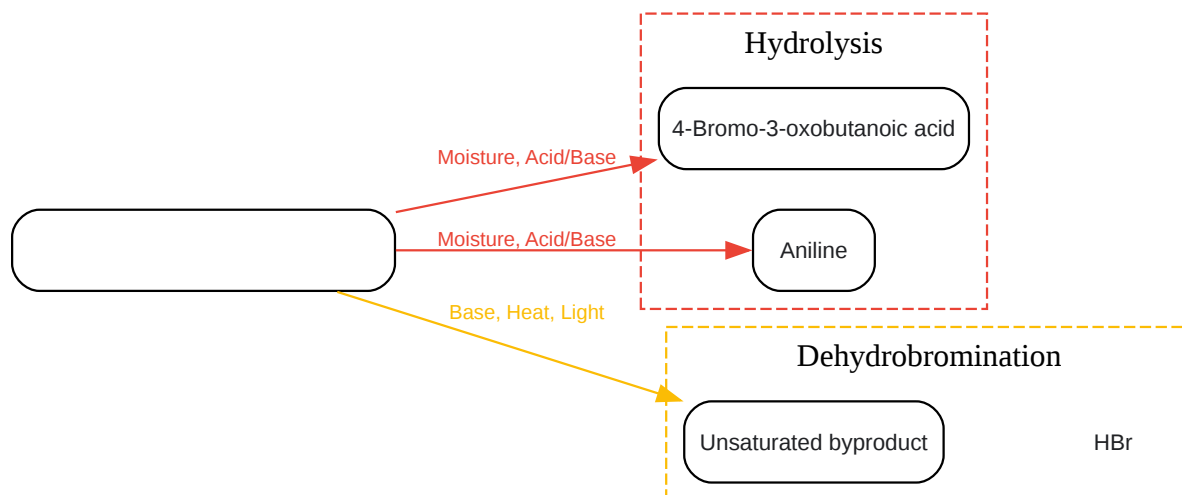 Hydrolysis
4-Bromo-3-oxobutanoic acid
Moisture, Acid/Base
Moisture, Acid/Base
Aniline
Base, Heat, Light
Dehydrobromination
Unsaturated byproduct
HBr